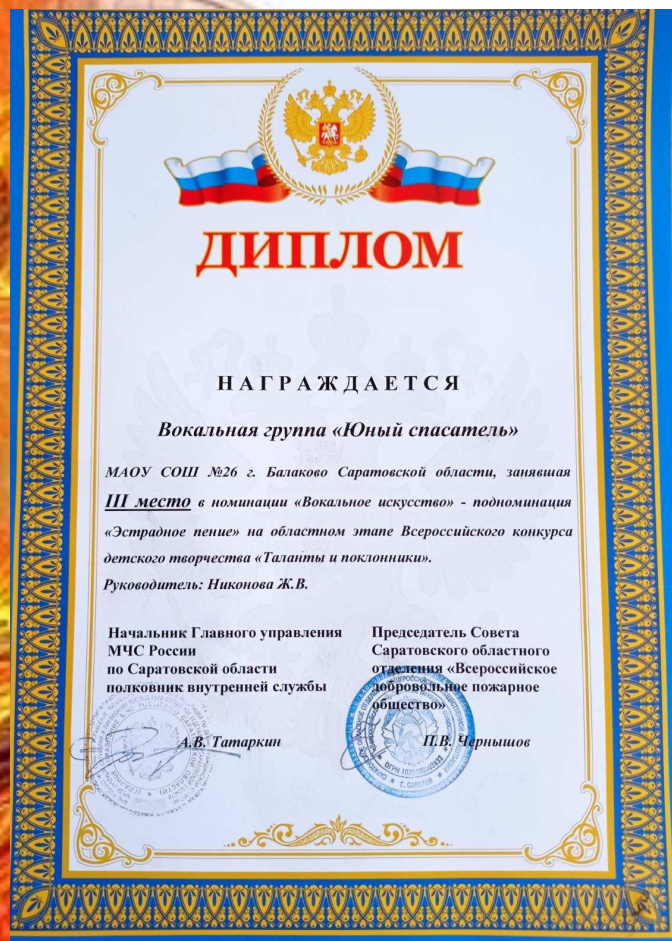 ДИПЛОМ
НАГРАЖДАЕТСЯ
Вокальная группа «Юный спасатель»
МАОУ СОШ №26 г. Балаково Саратовской области, занявшая
III место в номинации «Вокальное искусство» - подноминация
«Эстрадное пение» на областном этапе Всероссийского конкурса
детского творчества «Таланты и поклонники».
Руководитель: Никонова Ж.В.
Начальник Главного управления
МЧС России
по Саратовской области
полковник внутренней службы
А.В. Татаркин
Председатель Совета
Саратовского областного
отделения «Всероссийское
добровольное пожарное
общество»
П.В. Чернышов
Г. САРАТОВ